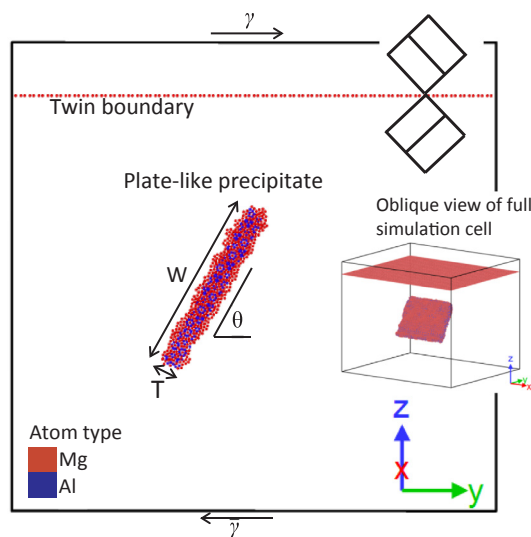 γ
Twin boundary
Plate-like precipitate
Oblique view of full
simulation cell
W
θ
T
z
y
x
Atom type
Mg
Al
z
x
y
γ